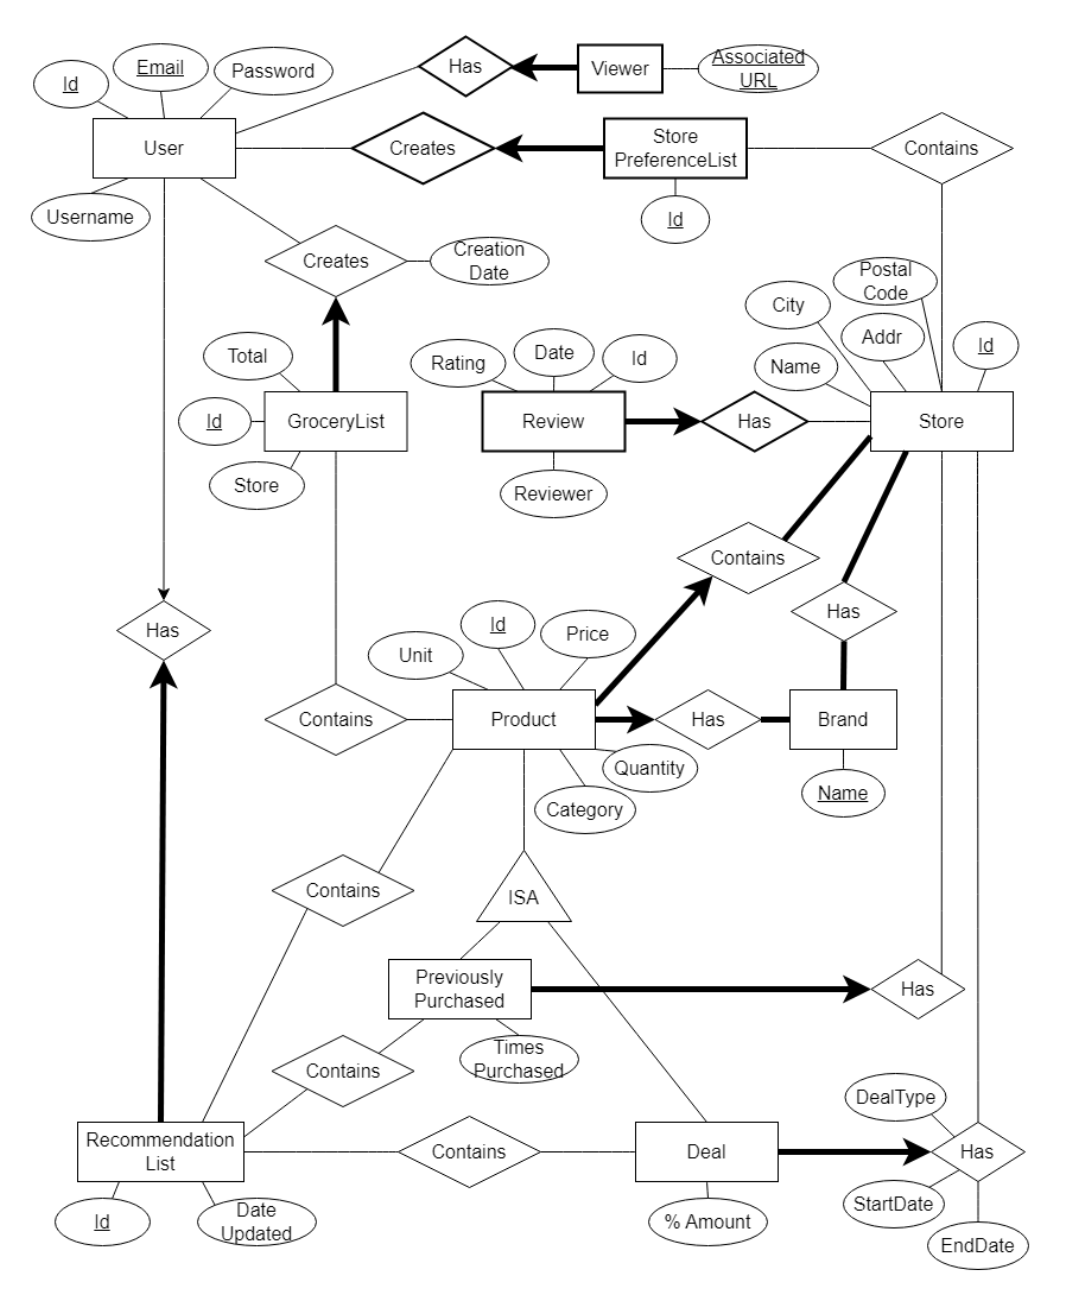 Has
Viewer
Associated
URL
Id
Email
Password
User
Creates
Store
PreferenceList
Contains
Username
Id
Creates
Creation
Date
Postal
Code
City
Addr
Id
Name
Total
Rating
Date
Id
Id
GroceryList
Review
Has
Store
Store
Reviewer
Contains
Has
Has
Id
Price
Unit
Contains
Product
Has
Brand
Quantity
Name
Category
Contains
ISA
Previously
Purchased
Has
Times
Purchased
Contains
DealType
Recommendation
List
Contains
Deal
Has
StartDate
Id
Date
Updated
% Amount
EndDate